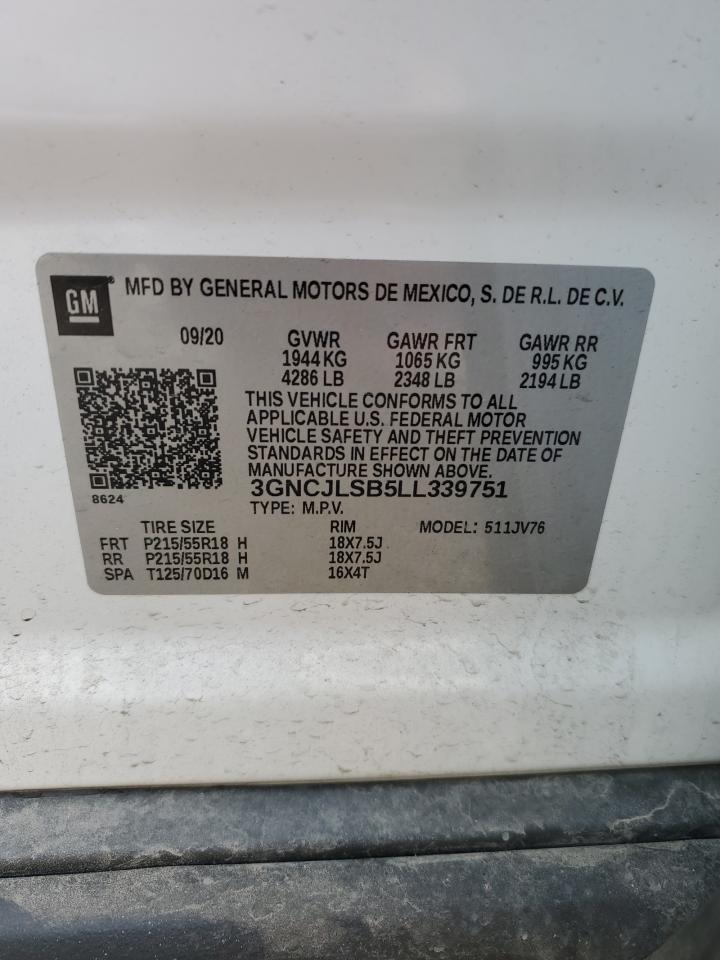 GM® MFD BY GENERAL MOTORS DE MEXICO, S. DE R.L. DE C.V.
09/20 GVWR GAWR FRT GAWR RR
1944 KG 1065 KG 995 KG
4286 LB 2348 LB 2194 LB
THIS VEHICLE CONFORMS TO ALL
APPLICABLE U.S. FEDERAL MOTOR
VEHICLE SAFETY AND THEFT PREVENTION
STANDARDS IN EFFECT ON THE DATE OF
MANUFACTURE SHOWN ABOVE.
8624 3GNCJLSB5LL339751
TYPE: M.P.V.
TIRE SIZE RIM MODEL: 511JV76
FRT P215/55R18 H 18X7.5J
RR P215/55R18 H 18X7.5J
SPA T125/70D16 M 16X4T